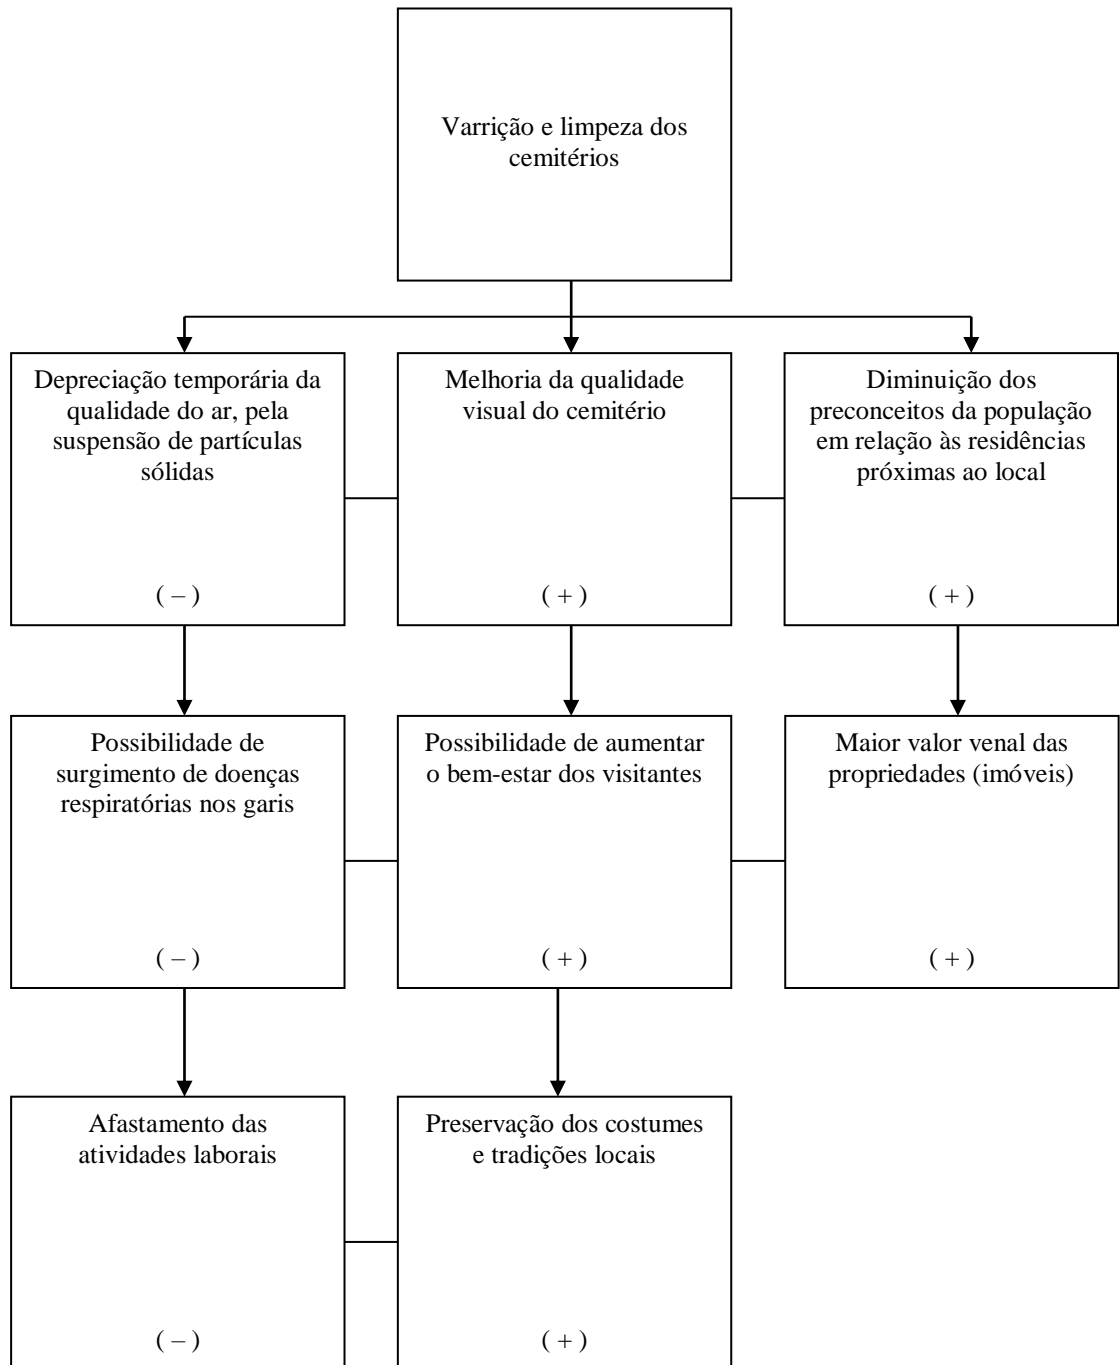 Varrição e limpeza dos
cemitérios
Depreciação temporária da
qualidade do ar, pela
suspensão de partículas
sólidas
( – )
Melhoria da qualidade
visual do cemitério
( + )
Diminuição dos
preconceitos da população
em relação às residências
próximas ao local
( + )
Possibilidade de
surgimento de doenças
respiratórias nos garis
( – )
Possibilidade de aumentar
o bem-estar dos visitantes
( + )
Maior valor venal das
propriedades (imóveis)
( + )
Afastamento das
atividades laborais
( – )
Preservação dos costumes
e tradições locais
( + )